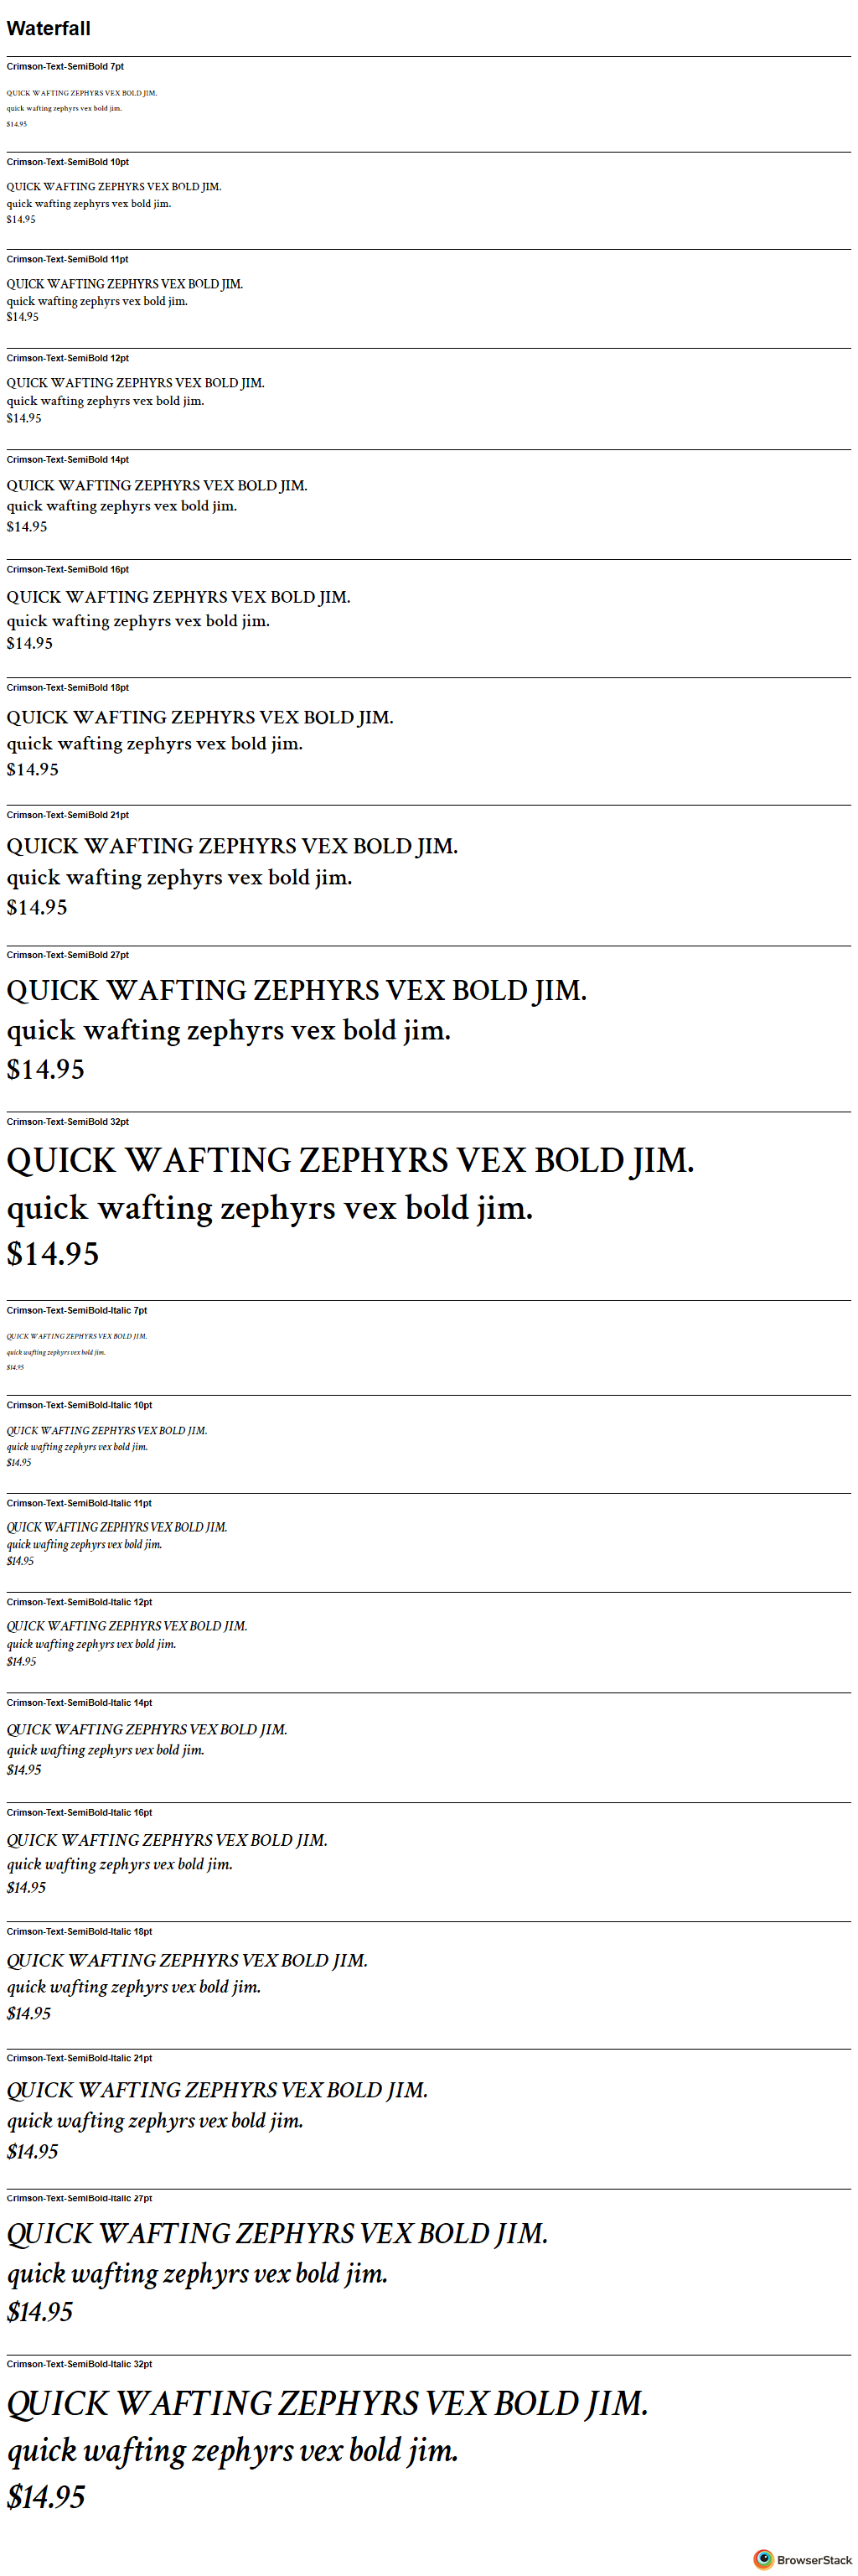 Waterfall
Crimson-Text-SemiBold 7pt
QUICK WAFTING ZEPHYRS VEX BOLD JIM.
quick wafting zephyrs vex bold jim.
$14.95
Crimson-Text-SemiBold 10pt
QUICK WAFTING ZEPHYRS VEX BOLD JIM.
quick wafting zephyrs vex bold jim.
$14.95
Crimson-Text-SemiBold 11pt
QUICK WAFTING ZEPHYRS VEX BOLD JIM.
quick wafting zephyrs vex bold jim.
$14.95
Crimson-Text-SemiBold 12pt
QUICK WAFTING ZEPHYRS VEX BOLD JIM.
quick wafting zephyrs vex bold jim.
$14.95
Crimson-Text-SemiBold 14pt
QUICK WAFTING ZEPHYRS VEX BOLD JIM.
quick wafting zephyrs vex bold jim.
$14.95
Crimson-Text-SemiBold 16pt
QUICK WAFTING ZEPHYRS VEX BOLD JIM.
quick wafting zephyrs vex bold jim.
$14.95
Crimson-Text-SemiBold 18pt
QUICK WAFTING ZEPHYRS VEX BOLD JIM.
quick wafting zephyrs vex bold jim.
$14.95
Crimson-Text-SemiBold 21pt
QUICK WAFTING ZEPHYRS VEX BOLD JIM.
quick wafting zephyrs vex bold jim.
$14.95
Crimson-Text-SemiBold 27pt
QUICK WAFTING ZEPHYRS VEX BOLD JIM.
quick wafting zephyrs vex bold jim.
$14.95
Crimson-Text-SemiBold 32pt
QUICK WAFTING ZEPHYRS VEX BOLD JIM.
quick wafting zephyrs vex bold jim.
$14.95
Crimson-Text-SemiBold-Italic 7pt
QUICK WAFTING ZEPHYRS VEX BOLD JIM.
quick wafting zephyrs vex bold jim.
$14.95
Crimson-Text-SemiBold-Italic 10pt
QUICK WAFTING ZEPHYRS VEX BOLD JIM.
quick wafting zephyrs vex bold jim.
$14.95
Crimson-Text-SemiBold-Italic 11pt
QUICK WAFTING ZEPHYRS VEX BOLD JIM.
quick wafting zephyrs vex bold jim.
$14.95
Crimson-Text-SemiBold-Italic 12pt
QUICK WAFTING ZEPHYRS VEX BOLD JIM.
quick wafting zephyrs vex bold jim.
$14.95
Crimson-Text-SemiBold-Italic 14pt
QUICK WAFTING ZEPHYRS VEX BOLD JIM.
quick wafting zephyrs vex bold jim.
$14.95
Crimson-Text-SemiBold-Italic 16pt
QUICK WAFTING ZEPHYRS VEX BOLD JIM.
quick wafting zephyrs vex bold jim.
$14.95
Crimson-Text-SemiBold-Italic 18pt
QUICK WAFTING ZEPHYRS VEX BOLD JIM.
quick wafting zephyrs vex bold jim.
$14.95
Crimson-Text-SemiBold-Italic 21pt
QUICK WAFTING ZEPHYRS VEX BOLD JIM.
quick wafting zephyrs vex bold jim.
$14.95
Crimson-Text-SemiBold-Italic 27pt
QUICK WAFTING ZEPHYRS VEX BOLD JIM.
quick wafting zephyrs vex bold jim.
$14.95
Crimson-Text-SemiBold-Italic 32pt
QUICK WAFTING ZEPHYRS VEX BOLD JIM.
quick wafting zephyrs vex bold jim.
$14.95
BrowserStack